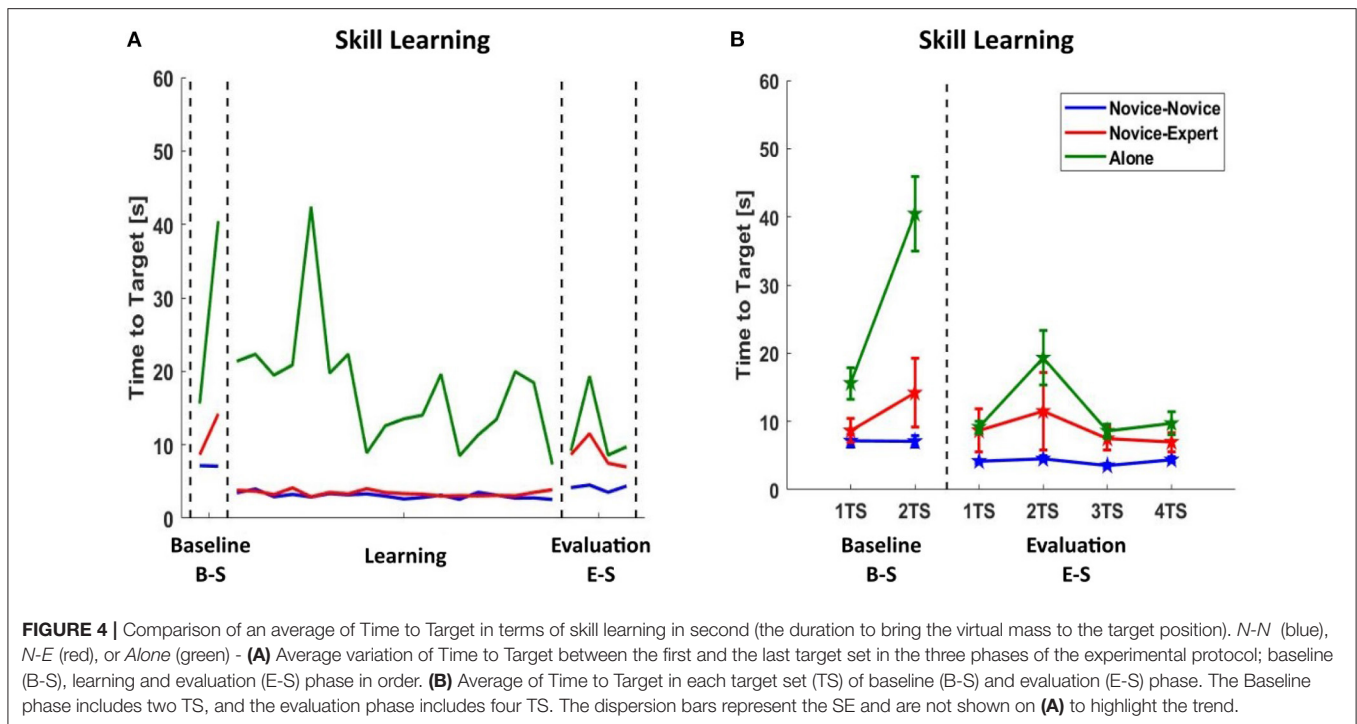 A
Skill Learning
60
50
40
30
20
10
0
Time to Target [s]
Baseline
B-S
Learning
Evaluation
E-S
B
Skill Learning
60
50
40
30
20
10
0
Time to Target [s]
Novice-Novice
Novice-Expert
Alone
1TS 2TS 1TS 2TS 3TS 4TS
Baseline
B-S
Evaluation
E-S
FIGURE 4 | Comparison of an average of Time to Target in terms of skill learning in second (the duration to bring the virtual mass to the target position). N-N (blue),
N-E (red), or Alone (green) - (A) Average variation of Time to Target between the first and the last target set in the three phases of the experimental protocol; baseline
(B-S), learning and evaluation (E-S) phase in order. (B) Average of Time to Target in each target set (TS) of baseline (B-S) and evaluation (E-S) phase. The Baseline
phase includes two TS, and the evaluation phase includes four TS. The dispersion bars represent the SE and are not shown on (A) to highlight the trend.